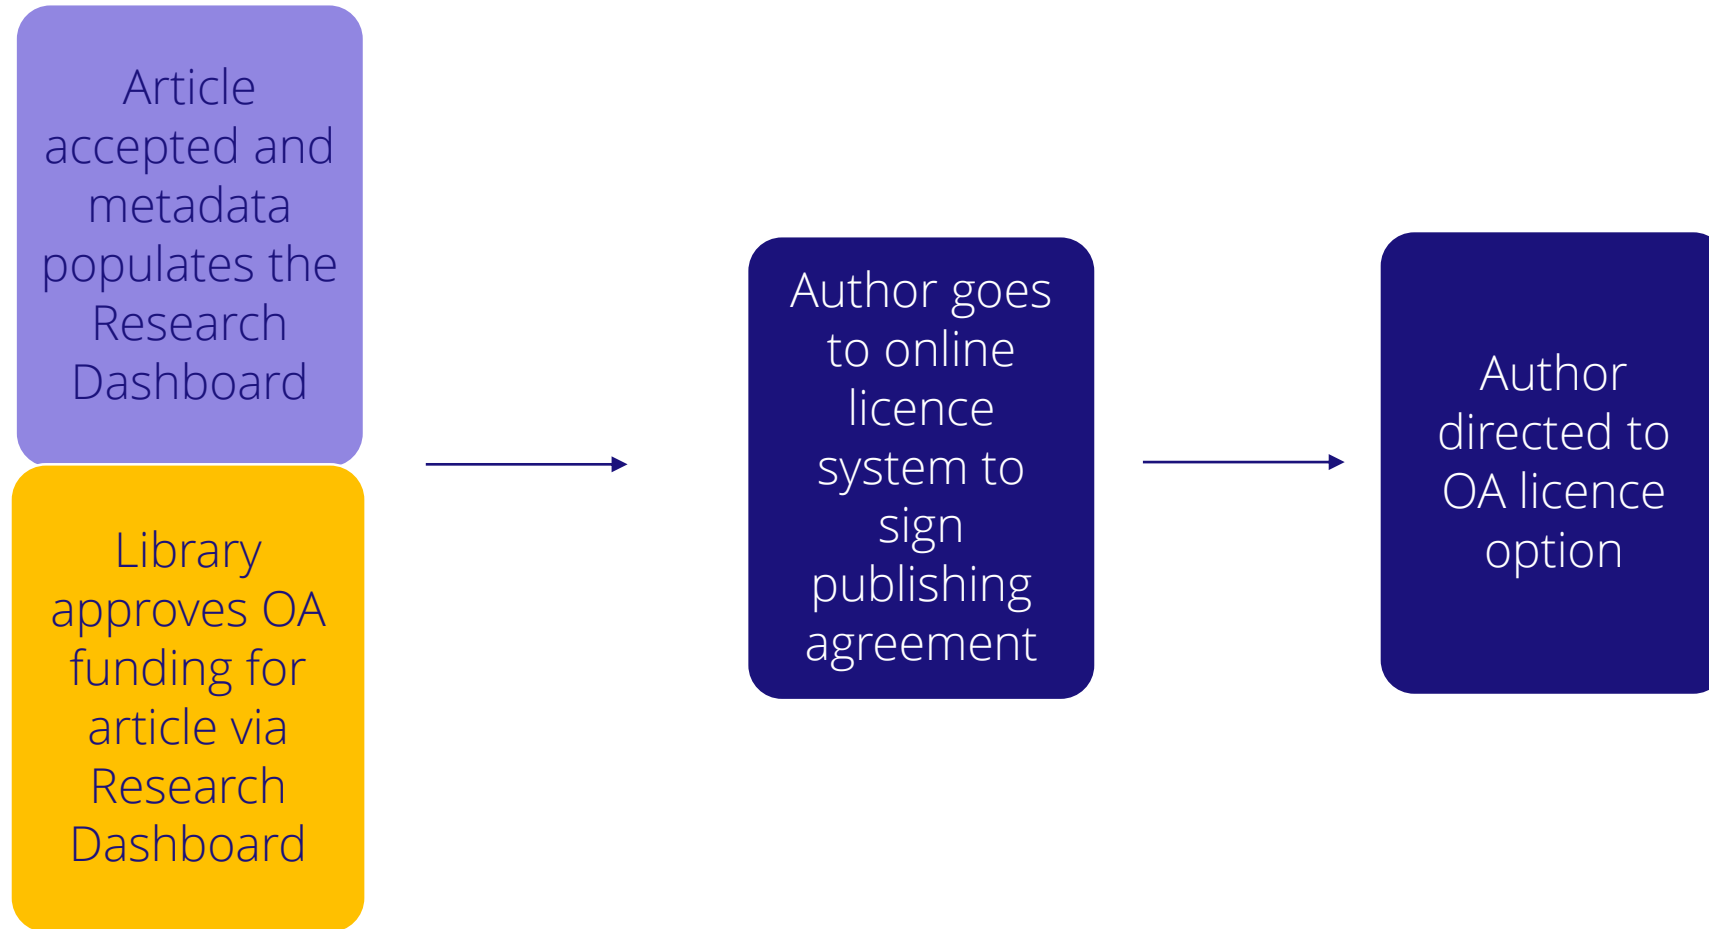 Article
accepted and
metadata
populates the
Research
Dashboard
Library
approves OA
funding for
article via
Research
Dashboard
Author goes
to online
licence
system to
sign
publishing
agreement
Author
directed to
OA licence
option